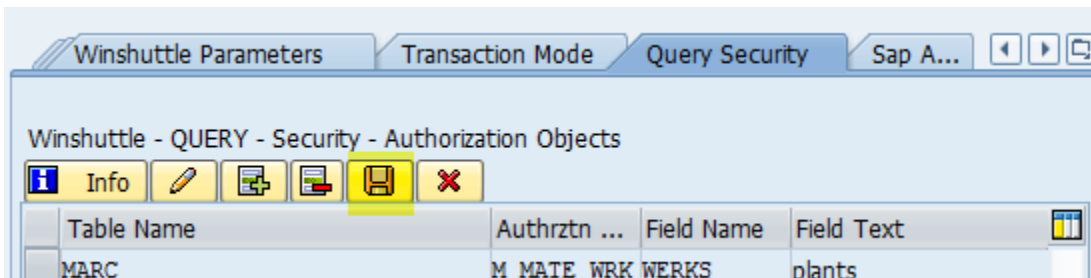 Winshuttle Parameters Transaction Mode Query Security Sap A...
Winshuttle - QUERY - Security - Authorization Objects
Info
Table Name Authrztn ... Field Name Field Text
MARC M_MATE_WRK WERKS plants